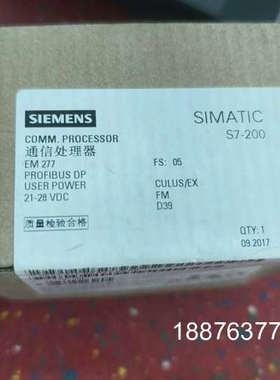 SIEMENS
SIMATIC
S7-200
COMM. PROCESSOR
通信处理器
EM 277
PROFIBUS DP
USER POWER
21-28 VDC
FS: 05
CULUS/EX
FM
D39
质量检验合格
QTY: 1
09.2017
18876377